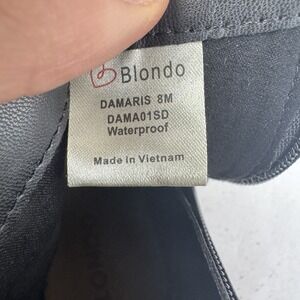 Blondo
DAMARIS 8M
DAMA01SD
Waterproof
Made in Vietnam